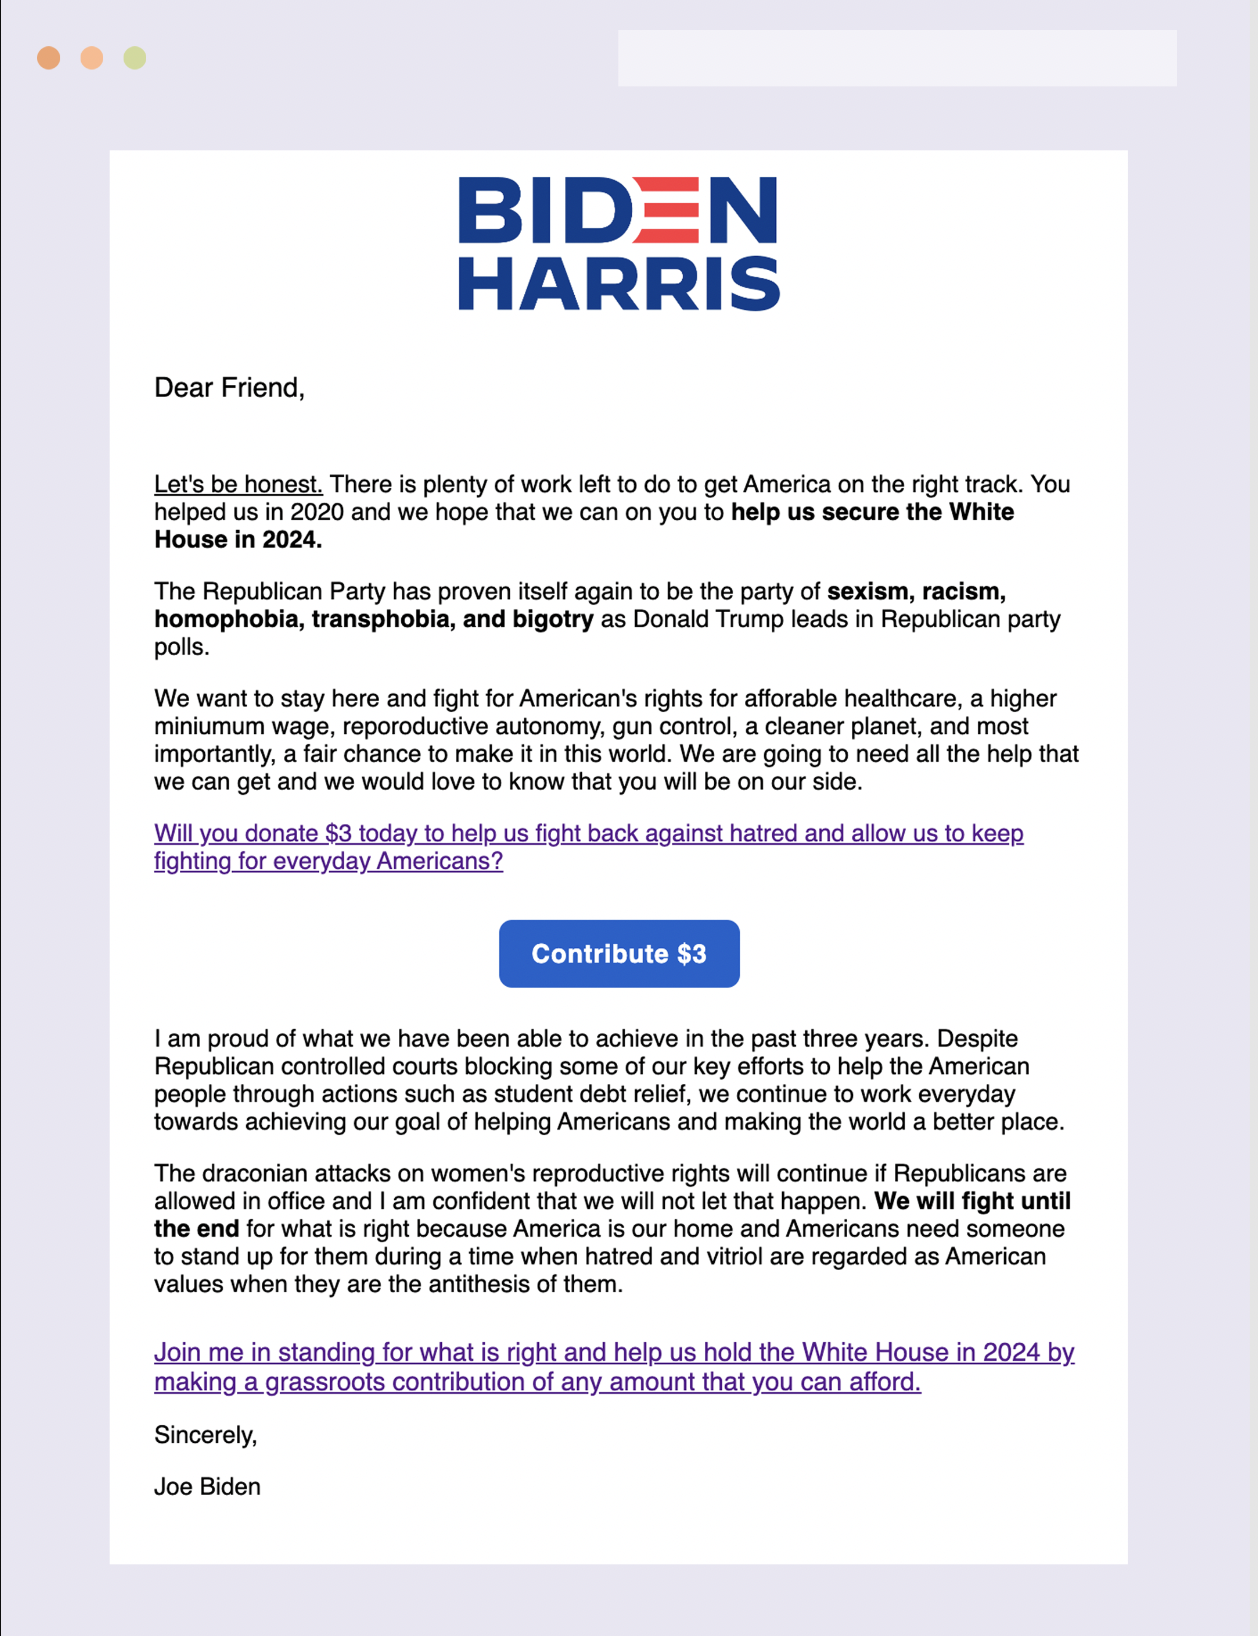 BIDEN
HARRIS
Dear Friend,
Let's be honest. There is plenty of work left to do to get America on the right track. You
helped us in 2020 and we hope that we can on you to help us secure the White
House in 2024.
The Republican Party has proven itself again to be the party of sexism, racism,
homophobia, transphobia, and bigotry as Donald Trump leads in Republican party
polls.
We want to stay here and fight for American's rights for afforable healthcare, a higher
miniumum wage, reporoductive autonomy, gun control, a cleaner planet, and most
importantly, a fair chance to make it in this world. We are going to need all the help that
we can get and we would love to know that you will be on our side.
Will you donate $3 today to help us fight back against hatred and allow us to keep
fighting for everyday Americans?
Contribute $3
I am proud of what we have been able to achieve in the past three years. Despite
Republican controlled courts blocking some of our key efforts to help the American
people through actions such as student debt relief, we continue to work everyday
towards achieving our goal of helping Americans and making the world a better place.
The draconian attacks on women's reproductive rights will continue if Republicans are
allowed in office and I am confident that we will not let that happen. We will fight until
the end for what is right because America is our home and Americans need someone
to stand up for them during a time when hatred and vitriol are regarded as American
values when they are the antithesis of them.
Join me in standing for what is right and help us hold the White House in 2024 by
making a grassroots contribution of any amount that you can afford.
Sincerely,
Joe Biden